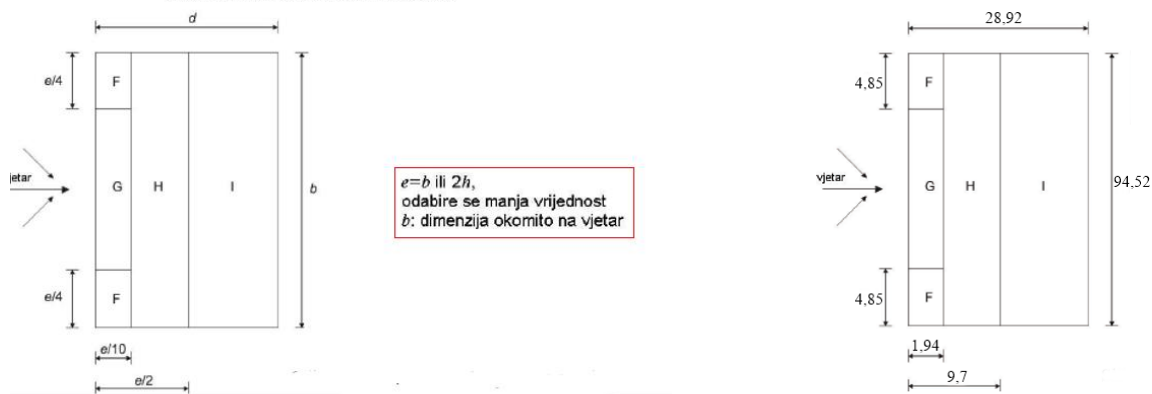 d
e/4
F
jetar
G
H
I
b
e/4
F
e/10
e/2
e=b ili 2h,
odabire se manja vrijednost
b: dimenzija okomito na vjetar
28,92
4,85
F
vjetar
G
H
I
94,52
4,85
F
1,94
9,7